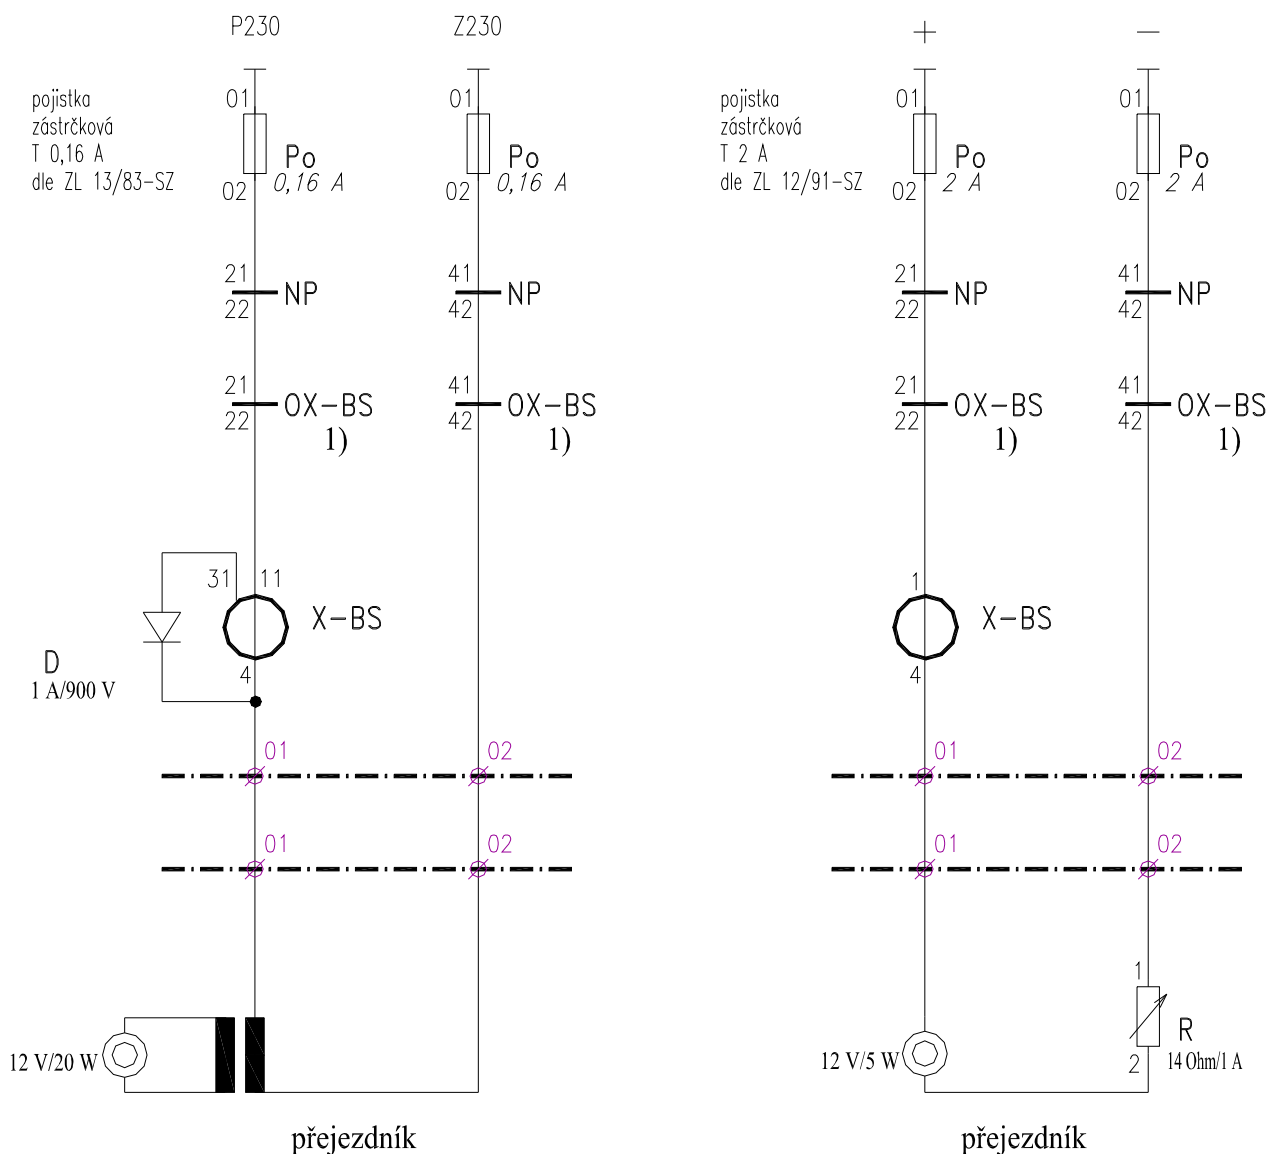 P230
Z230
pojistka
zástrčková
T 0,16 A
dle ZL 13/83-SZ
01
Po
0,16 A
02
01
Po
0,16 A
02
21
NP
22
41
NP
42
21
OX-BS
22
1)
41
OX-BS
42
1)
31
11
X-BS
4
D
1 A/900 V
01
02
01
02
12 V/20 W
přejezdník
+
−
pojistka
zástrčková
T 2 A
dle ZL 12/91-SZ
01
Po
2 A
02
01
Po
2 A
02
21
NP
22
41
NP
42
21
OX-BS
22
1)
41
OX-BS
42
1)
1
X-BS
4
01
02
01
02
1
R
14 Ohm/1 A
2
12 V/5 W
přejezdník